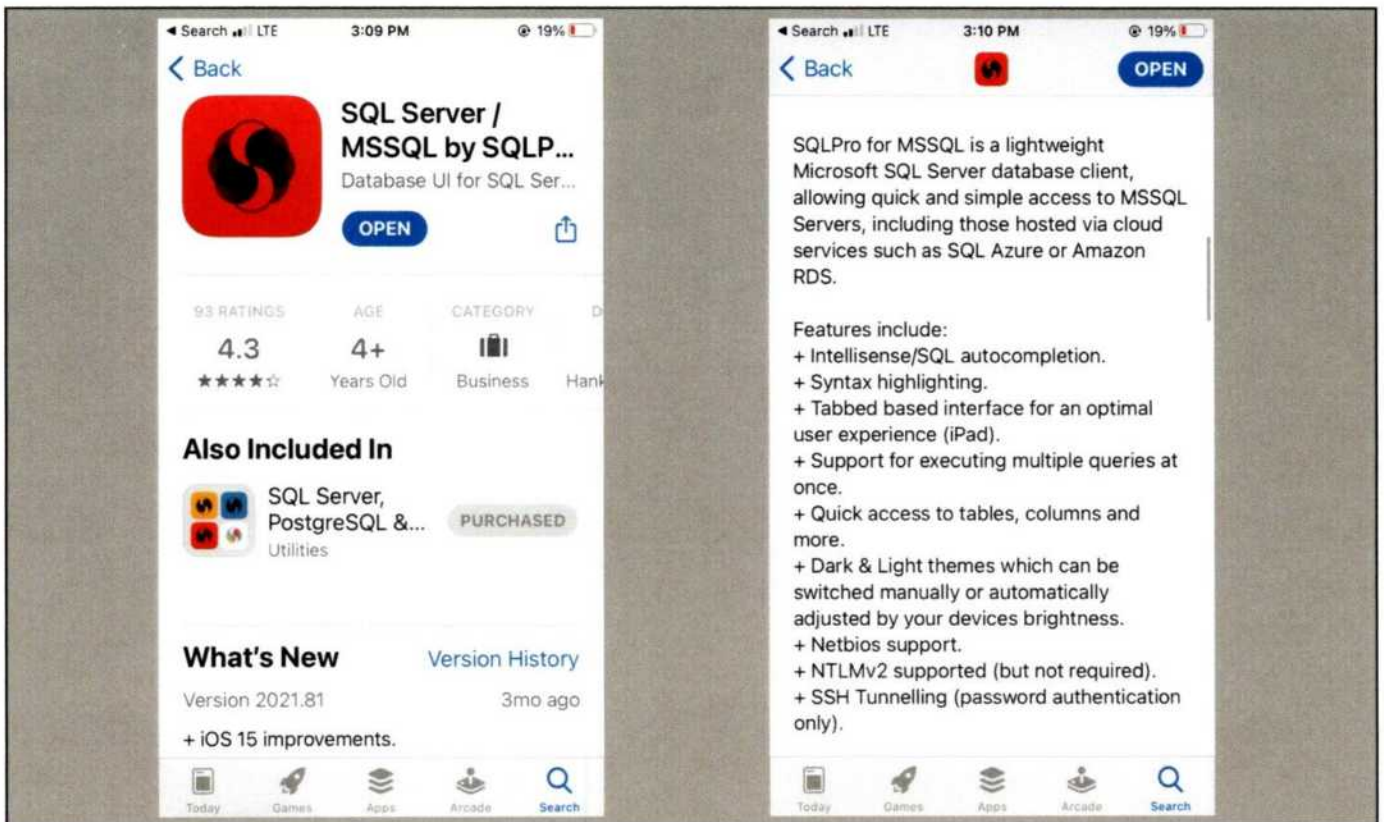 Search LTE 3:09 PM 19%
Back
SQL Server /
MSSQL by SQLP...
Database UI for SQL Ser...
OPEN
93 RATINGS AGE CATEGORY D
4.3 4+
Years Old Business Hank
Also Included In
SQL Server,
PostgreSQL &... PURCHASED
Utilities
What's New Version History
Version 2021.81 3mo ago
+ iOS 15 improvements.
Today Games Apps Arcade Search
Search LTE 3:10 PM 19%
Back OPEN
SQLPro for MSSQL is a lightweight
Microsoft SQL Server database client,
allowing quick and simple access to MSSQL
Servers, including those hosted via cloud
services such as SQL Azure or Amazon
RDS.
Features include:
+ Intellisense/SQL autocompletion.
+ Syntax highlighting.
+ Tabbed based interface for an optimal
user experience (iPad).
+ Support for executing multiple queries at
once.
+ Quick access to tables, columns and
more.
+ Dark & Light themes which can be
switched manually or automatically
adjusted by your devices brightness.
+ Netbios support.
+ NTLMv2 supported (but not required).
+ SSH Tunnelling (password authentication
only).
Today Games Apps Arcade Search